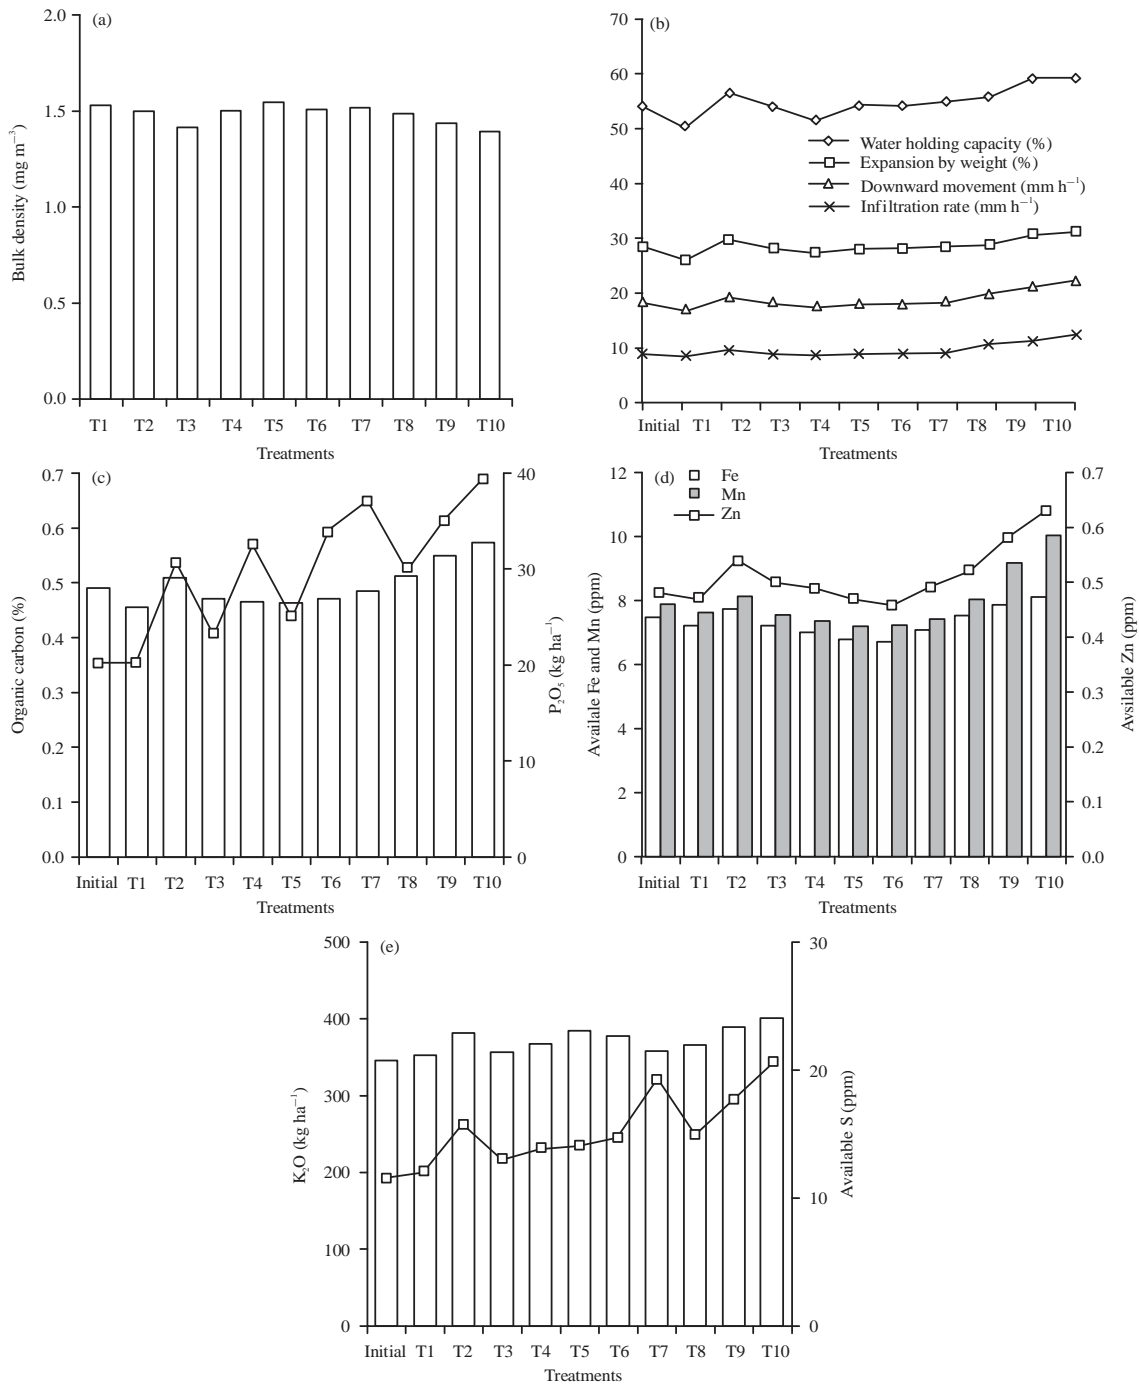 (a)
2.0
1.5
1.0
0.5
0.0
Bulk density (mg m⁻³)
T1 T2 T3 T4 T5 T6 T7 T8 T9 T10
Treatments
(b)
70
60
50
40
30
20
10
0
Water holding capacity (%)
Expansion by weight (%)
Downward movement (mm h⁻¹)
Infiltration rate (mm h⁻¹)
Initial T1 T2 T3 T4 T5 T6 T7 T8 T9 T10
Treatments
(c)
0.7
0.6
0.5
0.4
0.3
0.2
0.1
0.0
Organic carbon (%)
40
30
20
10
0
P₂O₅ (kg ha⁻¹)
Initial T1 T2 T3 T4 T5 T6 T7 T8 T9 T10
Treatments
(d)
Fe
Mn
Zn
12
10
8
6
4
2
0
Availale Fe and Mn (ppm)
0.7
0.6
0.5
0.4
0.3
0.2
0.1
0.0
Avsilable Zn (ppm)
Initial T1 T2 T3 T4 T5 T6 T7 T8 T9 T10
Treatments
(e)
500
400
300
200
100
0
K₂O (kg ha⁻¹)
30
20
10
0
Available S (ppm)
Initial T1 T2 T3 T4 T5 T6 T7 T8 T9 T10
Treatments